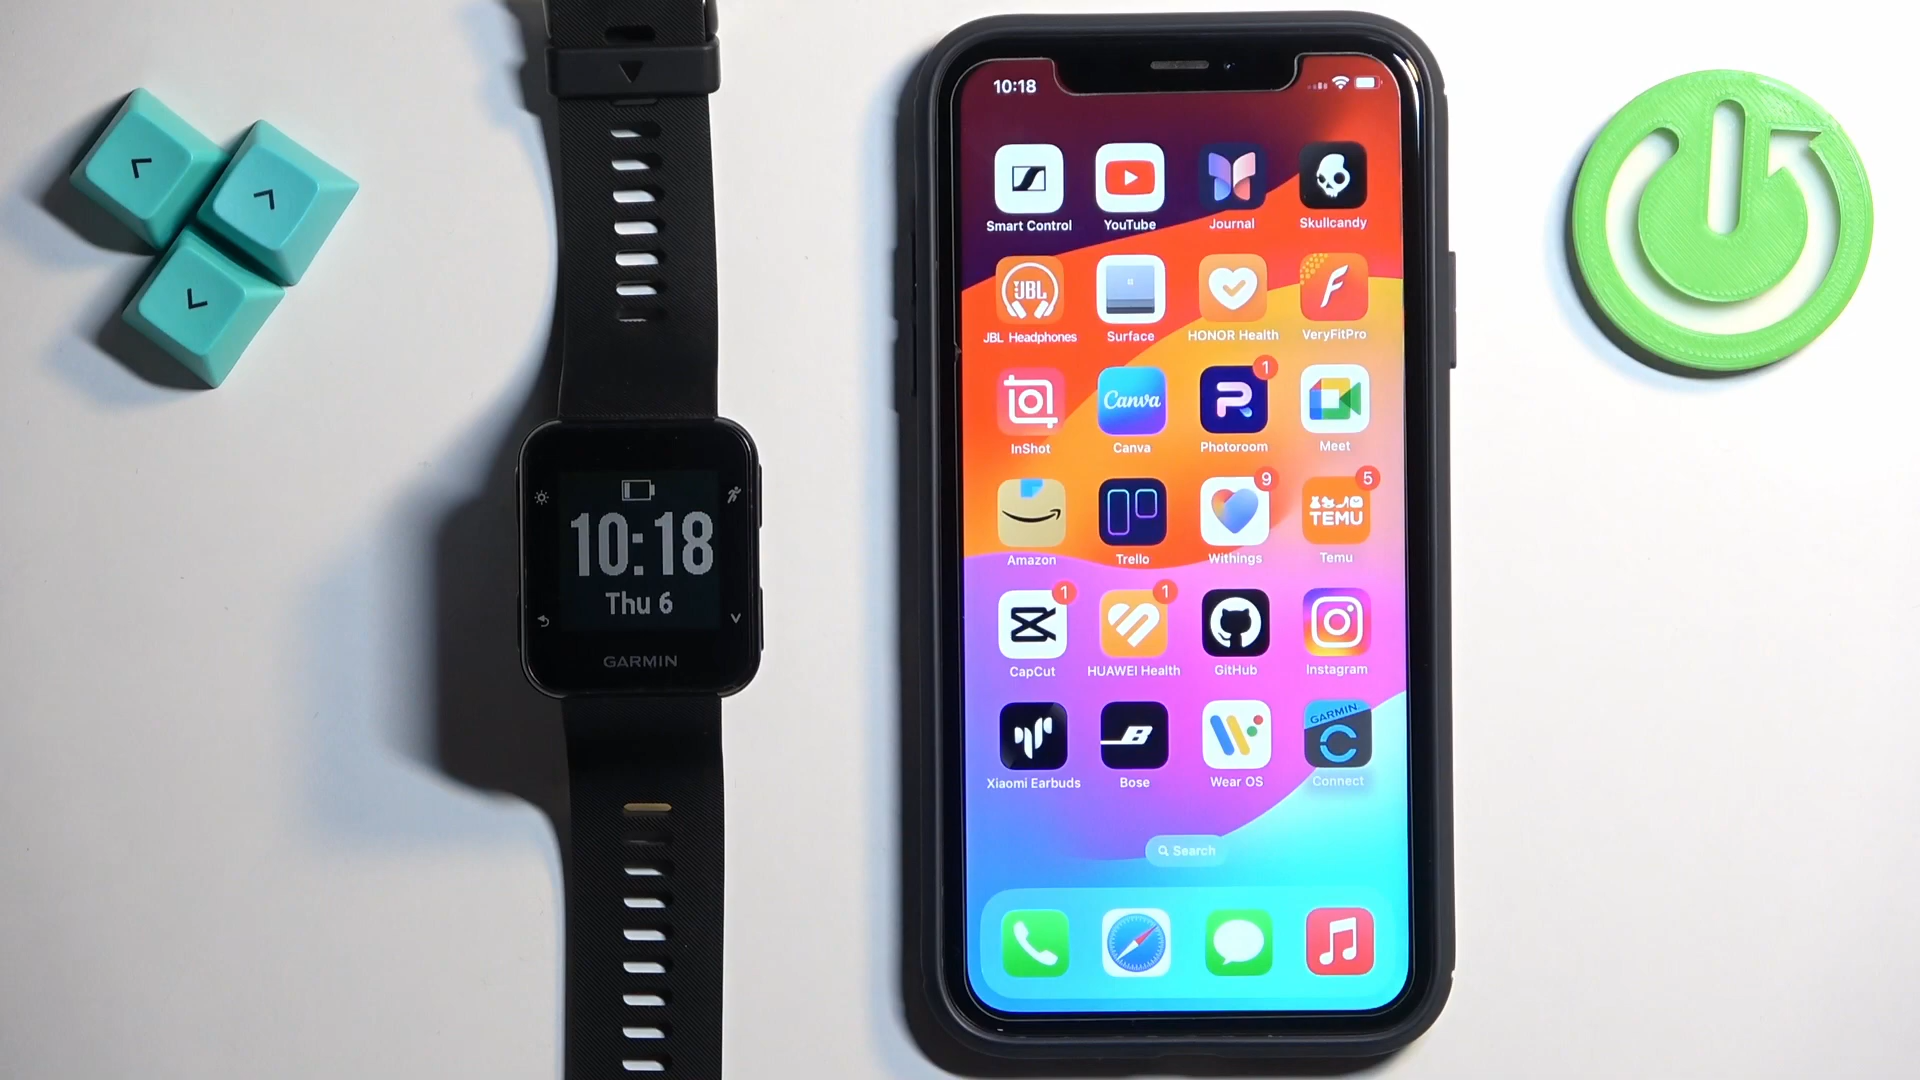 10:18
Smart Control
YouTube
Journal
Skullcandy
JBL
JBL Headphones
Surface
HONOR Health
VeryFitPro
1
InShot
Canva
Canva
Photoroom
Meet
9
5
TEMU
Amazon
Trello
Withings
Temu
1
1
CapCut
HUAWEI Health
GitHub
Instagram
GARMIN
Xiaomi Earbuds
Bose
Wear OS
Connect
Search
10:18
Thu 6
GARMIN